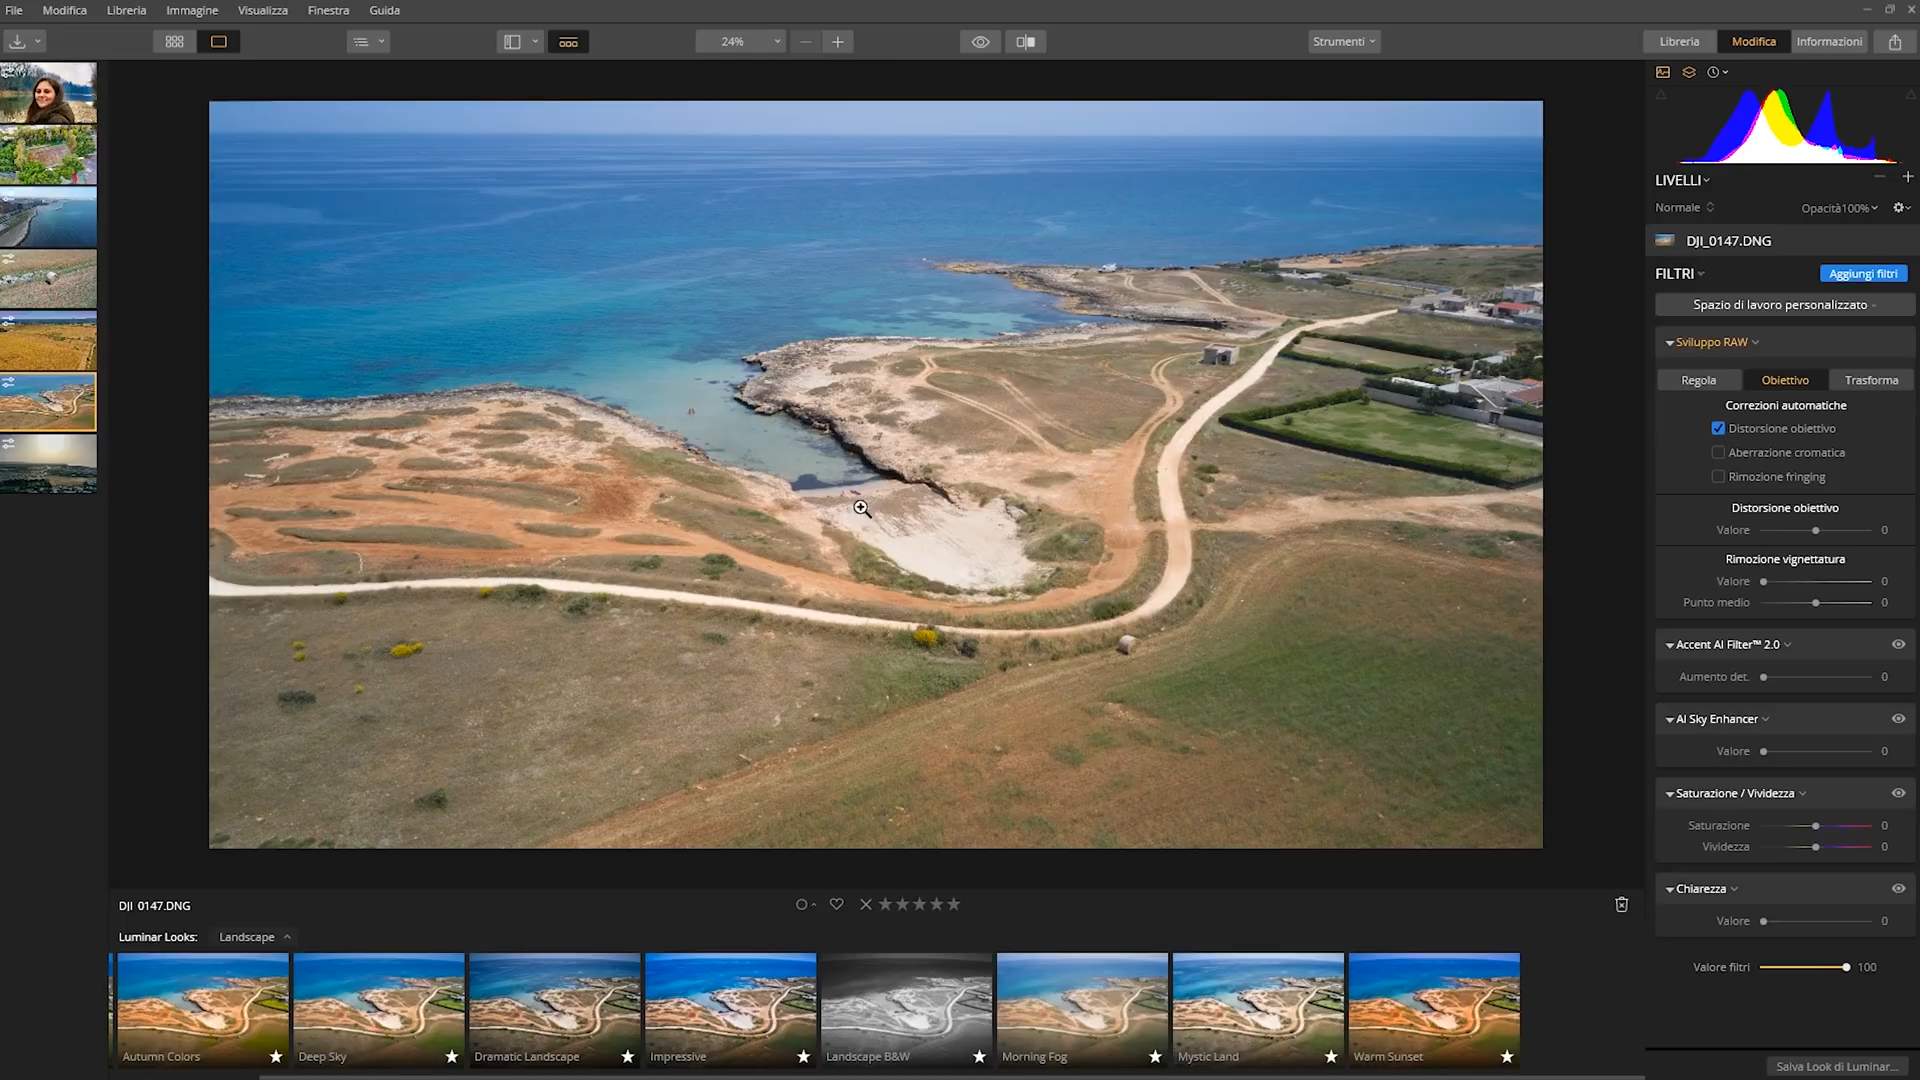 File Modifica Libreria Immagine Visualizza Finestra Guida
24% Strumenti Libreria Modifica Informazioni
LIVELLI
Normale Opacità100%
DJI_0147.DNG
FILTRI Aggiungi filtri
Spazio di lavoro personalizzato
Sviluppo RAW
Regola Obiettivo Trasforma
Correzioni automatiche
Distorsione obiettivo
Aberrazione cromatica
Rimozione fringing
Distorsione obiettivo
Valore 0
Rimozione vignettatura
Valore 0
Punto medio 0
Accent AI Filter™ 2.0
Aumento det. 0
AI Sky Enhancer
Valore 0
Saturazione / Vividezza
Saturazione 0
Vividezza 0
Chiarezza
Valore 0
Valore filtri 100
Salva Look di Luminar...
DJI 0147.DNG
Luminar Looks: Landscape
Autumn Colors Deep Sky Dramatic Landscape Impressive Landscape B&W Morning Fog Mystic Land Warm Sunset